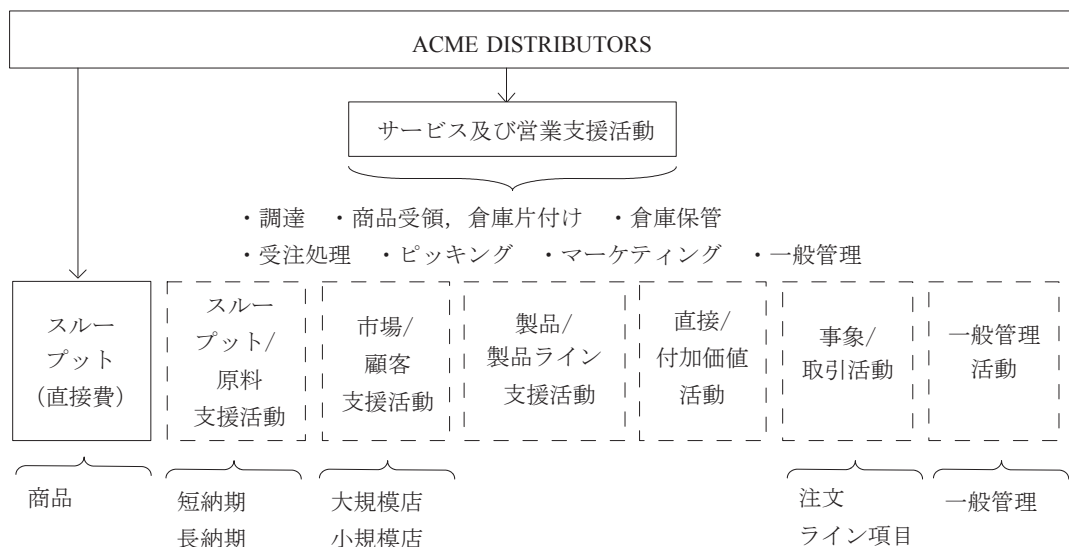 ACME DISTRIBUTORS
サービス及び営業支援活動
・調達 ・商品受領，倉庫片付け ・倉庫保管
・受注処理 ・ピッキング ・マーケティング ・一般管理
スルー
プット
（直接費）
スルー
プット/
原料
支援活動
市場/
顧客
支援活動
製品/
製品ライン
支援活動
直接/
付加価値
活動
事象/
取引活動
一般管理
活動
商品
短納期
長納期
大規模店
小規模店
注文
ライン項目
一般管理